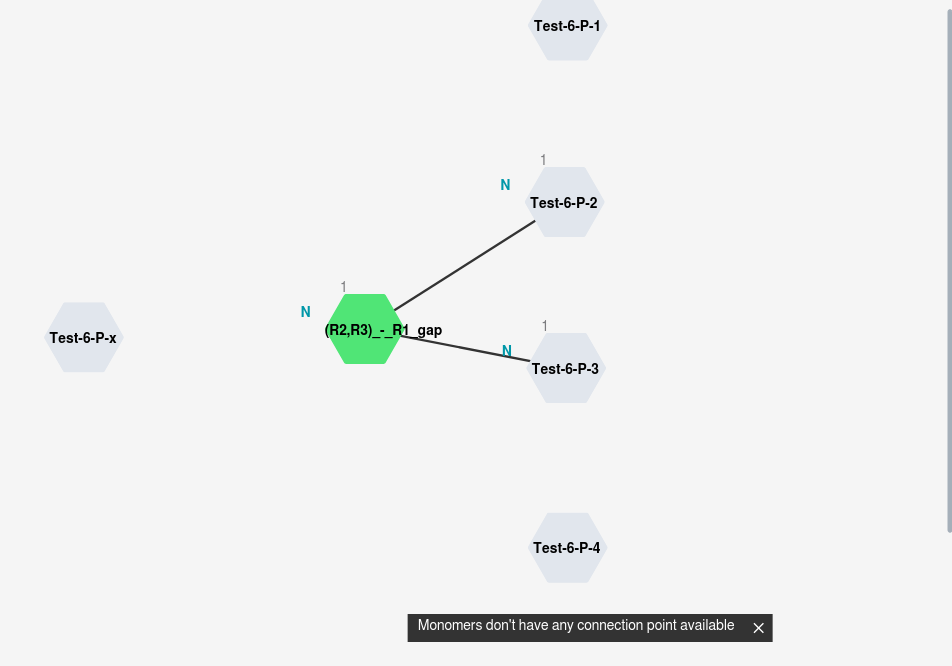 Test-6-P-1
1
N
Test-6-P-2
1
N
(R2,R3)_-_R1_gap
Test-6-P-x
1
N
Test-6-P-3
Test-6-P-4
Monomers don't have any connection point available